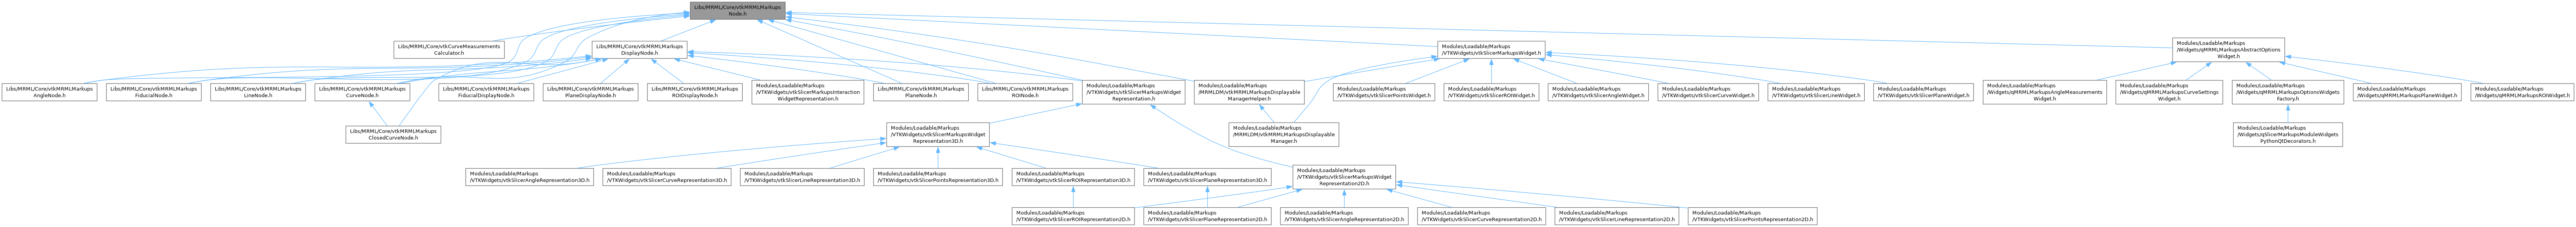 Libs/MRML/Core/vtkMRMLMarkups
Node.h
Libs/MRML/Core/vtkCurveMeasurements
Calculator.h
Libs/MRML/Core/vtkMRMLMarkups
DisplayNode.h
Modules/Loadable/Markups
/VTKWidgets/vtkSlicerMarkupsWidget.h
Modules/Loadable/Markups
/Widgets/qMRMLMarkupsAbstractOptions
Widget.h
Libs/MRML/Core/vtkMRMLMarkups
AngleNode.h
Libs/MRML/Core/vtkMRMLMarkups
FiducialNode.h
Libs/MRML/Core/vtkMRMLMarkups
LineNode.h
Libs/MRML/Core/vtkMRMLMarkups
CurveNode.h
Libs/MRML/Core/vtkMRMLMarkups
FiducialDisplayNode.h
Libs/MRML/Core/vtkMRMLMarkups
PlaneDisplayNode.h
Libs/MRML/Core/vtkMRMLMarkups
ROIDisplayNode.h
Modules/Loadable/Markups
/VTKWidgets/vtkSlicerMarkupsInteraction
WidgetRepresentation.h
Libs/MRML/Core/vtkMRMLMarkups
PlaneNode.h
Libs/MRML/Core/vtkMRMLMarkups
ROINode.h
Modules/Loadable/Markups
/VTKWidgets/vtkSlicerMarkupsWidget
Representation.h
Modules/Loadable/Markups
/MRMLDM/vtkMRMLMarkupsDisplayable
ManagerHelper.h
Modules/Loadable/Markups
/VTKWidgets/vtkSlicerPointsWidget.h
Modules/Loadable/Markups
/VTKWidgets/vtkSlicerROIWidget.h
Modules/Loadable/Markups
/VTKWidgets/vtkSlicerAngleWidget.h
Modules/Loadable/Markups
/VTKWidgets/vtkSlicerCurveWidget.h
Modules/Loadable/Markups
/VTKWidgets/vtkSlicerLineWidget.h
Modules/Loadable/Markups
/VTKWidgets/vtkSlicerPlaneWidget.h
Modules/Loadable/Markups
/Widgets/qMRMLMarkupsAngleMeasurements
Widget.h
Modules/Loadable/Markups
/Widgets/qMRMLMarkupsCurveSettings
Widget.h
Modules/Loadable/Markups
/Widgets/qMRMLMarkupsOptionsWidgets
Factory.h
Modules/Loadable/Markups
/Widgets/qMRMLMarkupsPlaneWidget.h
Modules/Loadable/Markups
/Widgets/qMRMLMarkupsROIWidget.h
Libs/MRML/Core/vtkMRMLMarkups
ClosedCurveNode.h
Modules/Loadable/Markups
/VTKWidgets/vtkSlicerMarkupsWidget
Representation3D.h
Modules/Loadable/Markups
/MRMLDM/vtkMRMLMarkupsDisplayable
Manager.h
Modules/Loadable/Markups
/Widgets/qSlicerMarkupsModuleWidgets
PythonQtDecorators.h
Modules/Loadable/Markups
/VTKWidgets/vtkSlicerAngleRepresentation3D.h
Modules/Loadable/Markups
/VTKWidgets/vtkSlicerCurveRepresentation3D.h
Modules/Loadable/Markups
/VTKWidgets/vtkSlicerLineRepresentation3D.h
Modules/Loadable/Markups
/VTKWidgets/vtkSlicerPointsRepresentation3D.h
Modules/Loadable/Markups
/VTKWidgets/vtkSlicerROIRepresentation3D.h
Modules/Loadable/Markups
/VTKWidgets/vtkSlicerPlaneRepresentation3D.h
Modules/Loadable/Markups
/VTKWidgets/vtkSlicerMarkupsWidget
Representation2D.h
Modules/Loadable/Markups
/VTKWidgets/vtkSlicerROIRepresentation2D.h
Modules/Loadable/Markups
/VTKWidgets/vtkSlicerPlaneRepresentation2D.h
Modules/Loadable/Markups
/VTKWidgets/vtkSlicerAngleRepresentation2D.h
Modules/Loadable/Markups
/VTKWidgets/vtkSlicerCurveRepresentation2D.h
Modules/Loadable/Markups
/VTKWidgets/vtkSlicerLineRepresentation2D.h
Modules/Loadable/Markups
/VTKWidgets/vtkSlicerPointsRepresentation2D.h